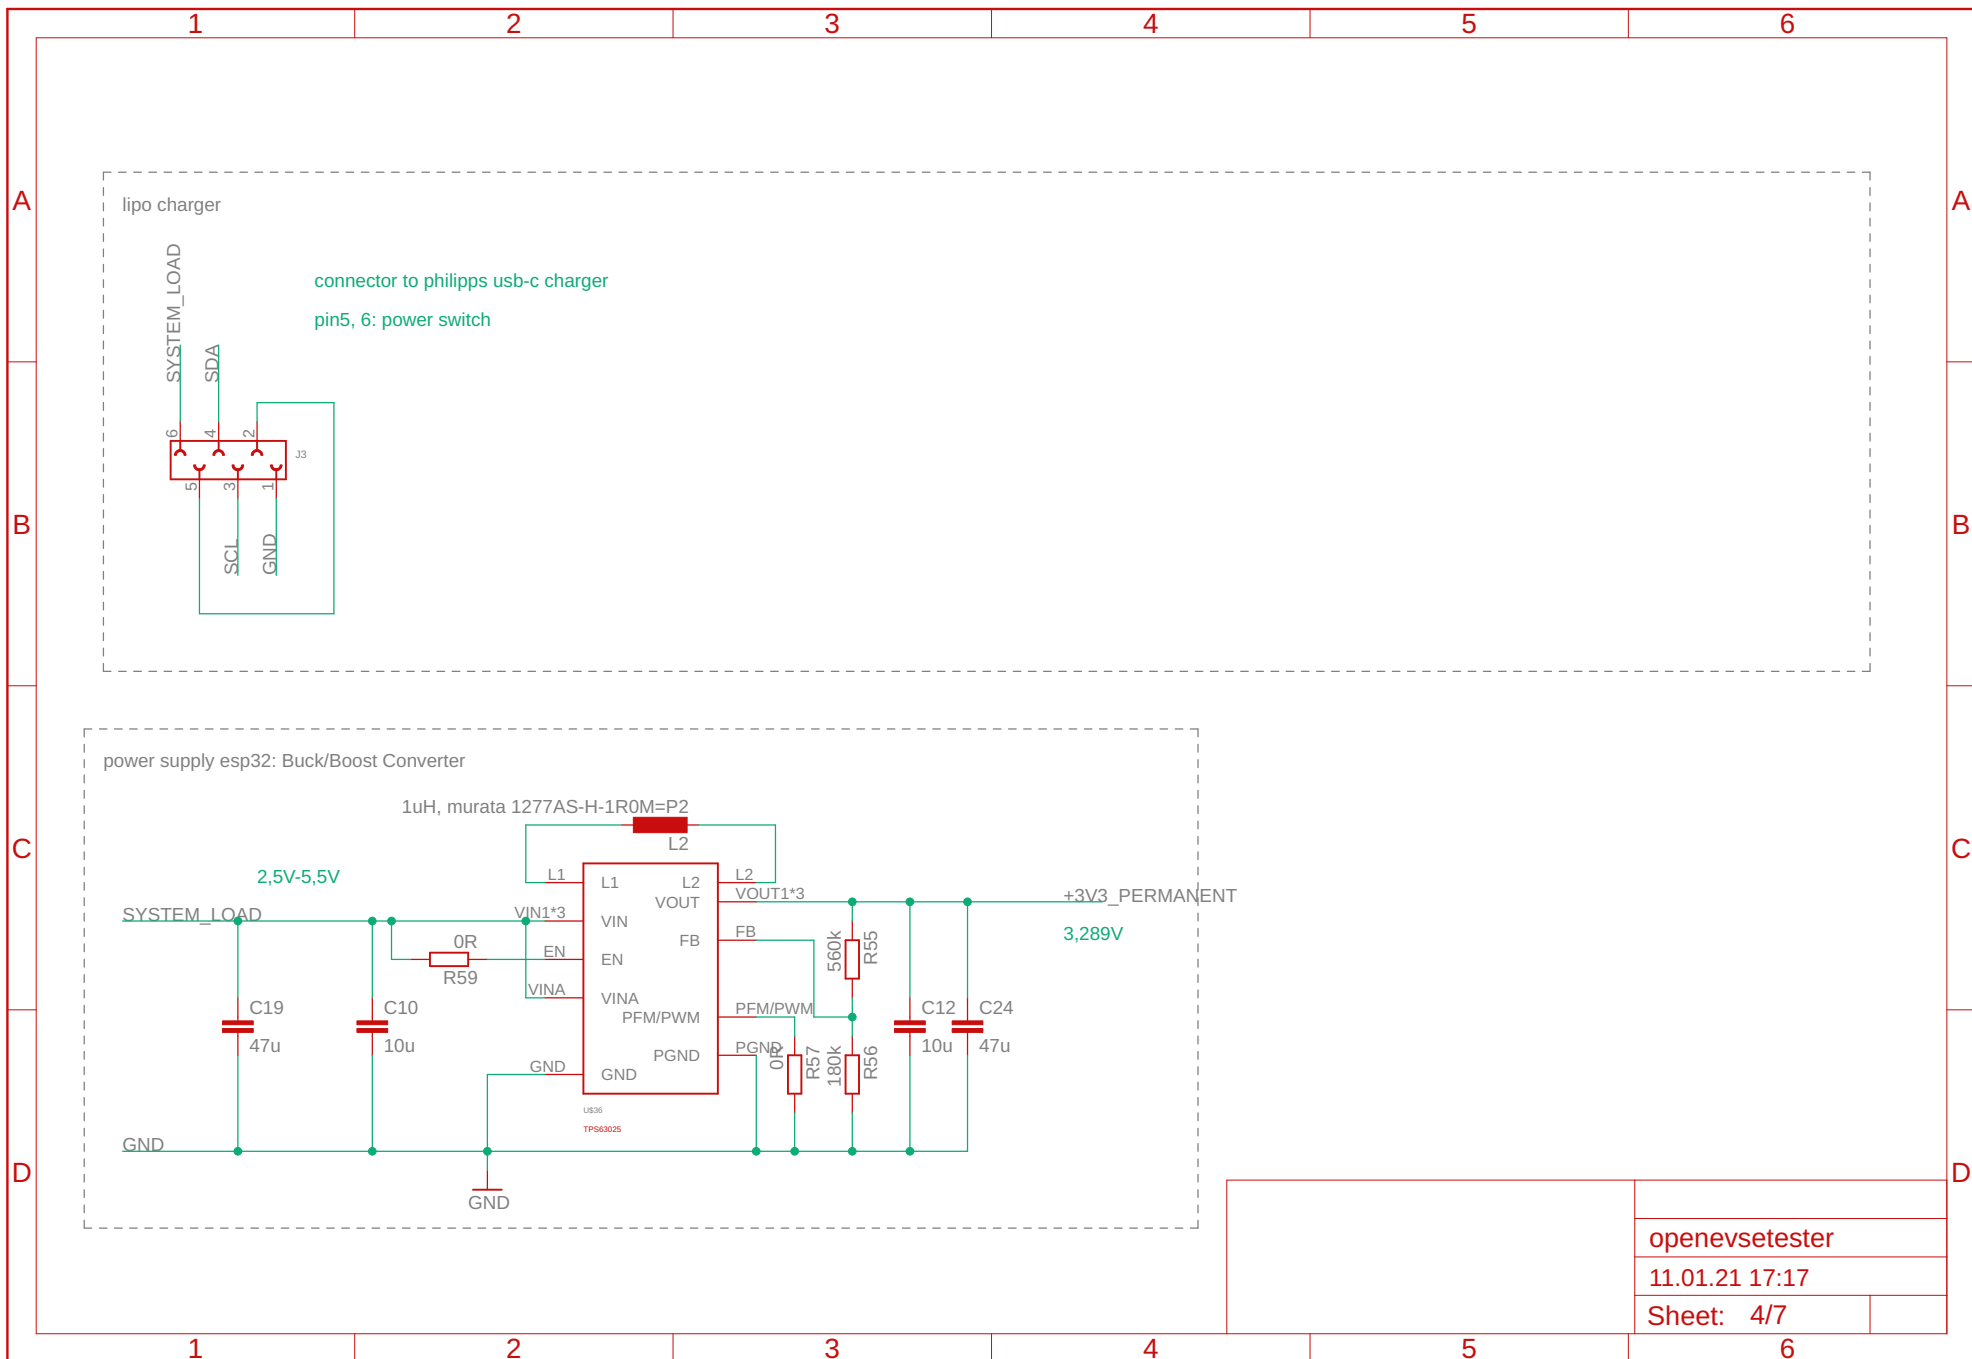 1 2 3 4 5 6
A A
lipo charger
SYSTEM_LOAD
SDA
connector to philipps usb-c charger
pin5, 6: power switch
6 4 2
J3
5 3 1
SCL
GND
B B
power supply esp32: Buck/Boost Converter
1uH, murata 1277AS-H-1R0M=P2
L2
C C
2,5V-5,5V
L1 L1 L2 L2
VOUT VOUT1*3
+3V3_PERMANENT
SYSTEM_LOAD
VIN1*3 VIN
FB FB
3,289V
0R
R59
EN EN
560k
R55
VINA VINA
C19
47u
C10
10u
PFM/PWM PFM/PWM
C12
10u
C24
47u
PGND PGND
0R
R57
180k
R56
GND GND
U$36
TPS63025
GND
GND
D D
openevsetester
11.01.21 17:17
Sheet: 4/7
1 2 3 4 5 6